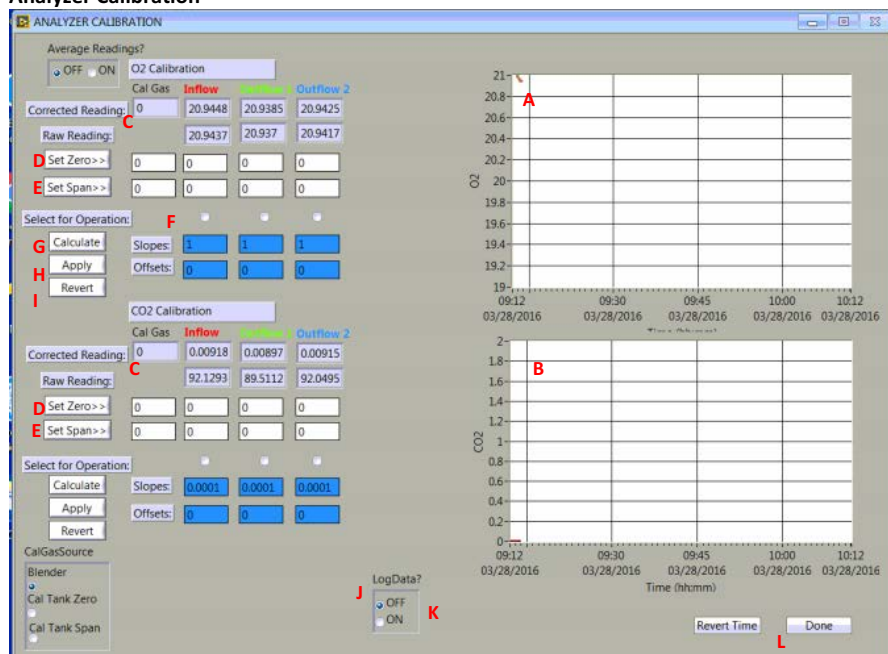 Analyzer Calibration
ANALYZER CALIBRATION
Average Readings?
OFF ON
O2 Calibration
Cal Gas Inflow Outflow 1 Outflow 2
Corrected Reading: 0 20.9448 20.9385 20.9425
C
Raw Reading: 20.9437 20.937 20.9417
D Set Zero>> 0 0 0 0
E Set Span>> 0 0 0 0
Select for Operation: F
G Calculate Slopes: 1 1 1
H Apply Offsets: 0 0 0
I Revert
CO2 Calibration
Cal Gas Inflow Outflow 1 Outflow 2
Corrected Reading: 0 0.00918 0.00897 0.00915
C
Raw Reading: 92.1293 89.5112 92.0495
D Set Zero>> 0 0 0 0
E Set Span>> 0 0 0 0
Select for Operation:
Calculate Slopes: 0.0001 0.0001 0.0001
Apply Offsets: 0 0 0
Revert
CalGasSource
Blender
Cal Tank Zero
Cal Tank Span
LogData?
J OFF K
ON
A
O2
21
20.8
20.6
20.4
20.2
20
19.8
19.6
19.4
19.2
19
09:12 09:30 09:45 10:00 10:12
03/28/2016 03/28/2016 03/28/2016 03/28/2016 03/28/2016
Time (hh:mm)
B
CO2
2
1.8
1.6
1.4
1.2
1
0.8
0.6
0.4
0.2
0
09:12 09:30 09:45 10:00 10:12
03/28/2016 03/28/2016 03/28/2016 03/28/2016 03/28/2016
Time (hh:mm)
Revert Time Done
L